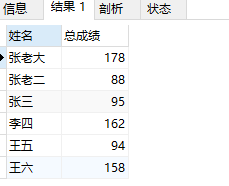 信息 结果 1 剖析 状态
姓名 总成绩
张老大 178
张老二 88
张三 95
李四 162
王五 94
王六 158